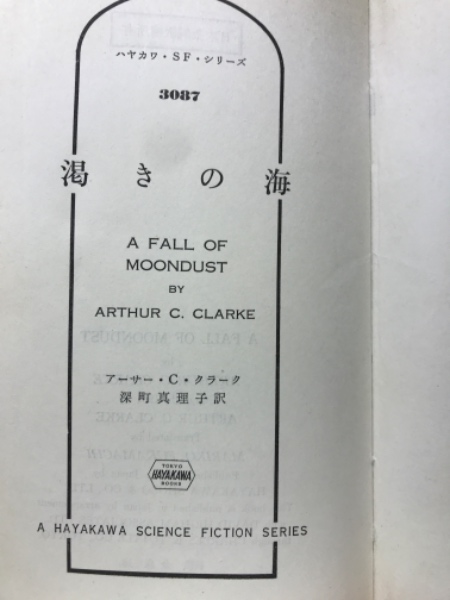 ハヤカワ・SF・シリーズ
3087
渇きの海
A FALL OF
MOONDUST
BY
ARTHUR C. CLARKE
アーサー・C・クラーク
深町真理子訳
TOKYO
HAYAKAWA
BOOKS
A HAYAKAWA SCIENCE FICTION SERIES